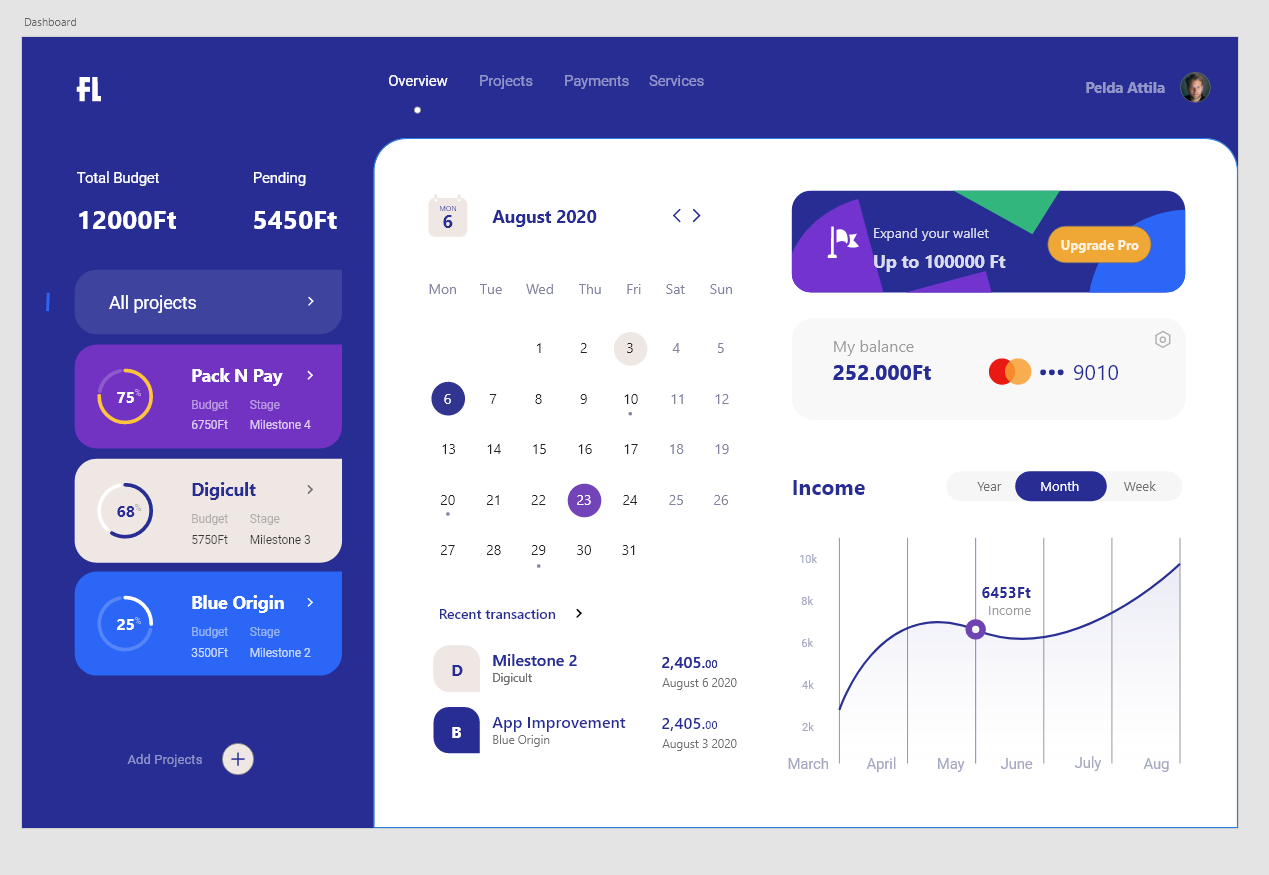 Dashboard
FL
Overview Projects Payments Services
Pelda Attila
Total Budget Pending
12000Ft 5450Ft
All projects
Pack N Pay
75%
Budget Stage
6750Ft Milestone 4
Digicult
68%
Budget Stage
5750Ft Milestone 3
Blue Origin
25%
Budget Stage
3500Ft Milestone 2
Add Projects
MON
6
August 2020
Mon Tue Wed Thu Fri Sat Sun
1 2 3 4 5
6 7 8 9 10 11 12
13 14 15 16 17 18 19
20 21 22 23 24 25 26
27 28 29 30 31
Recent transaction
D
Milestone 2
Digicult
2,405.00
August 6 2020
B
App Improvement
Blue Origin
2,405.00
August 3 2020
Expand your wallet
Up to 100000 Ft
Upgrade Pro
My balance
252.000Ft
••• 9010
Income
Year Month Week
10k
8k
6k
4k
2k
6453Ft
Income
March April May June July Aug